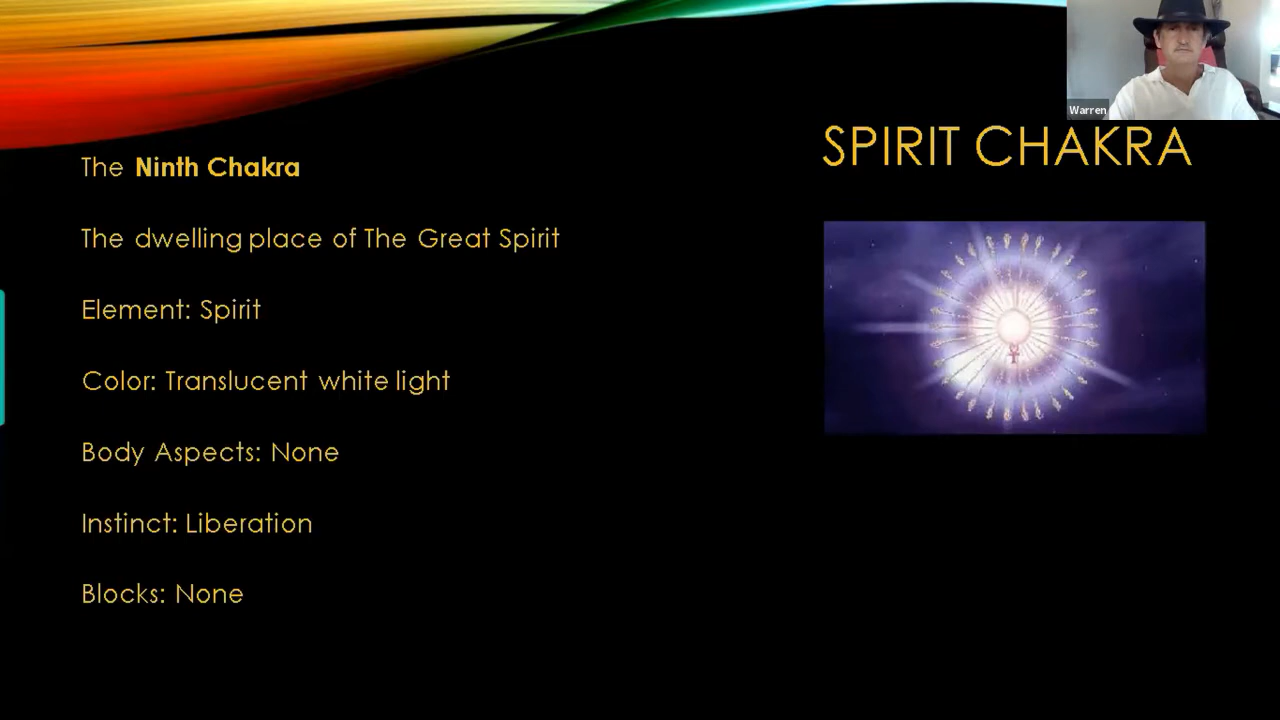 Warren
SPIRIT CHAKRA
The Ninth Chakra
The dwelling place of The Great Spirit
Element: Spirit
Color: Translucent white light
Body Aspects: None
Instinct: Liberation
Blocks: None